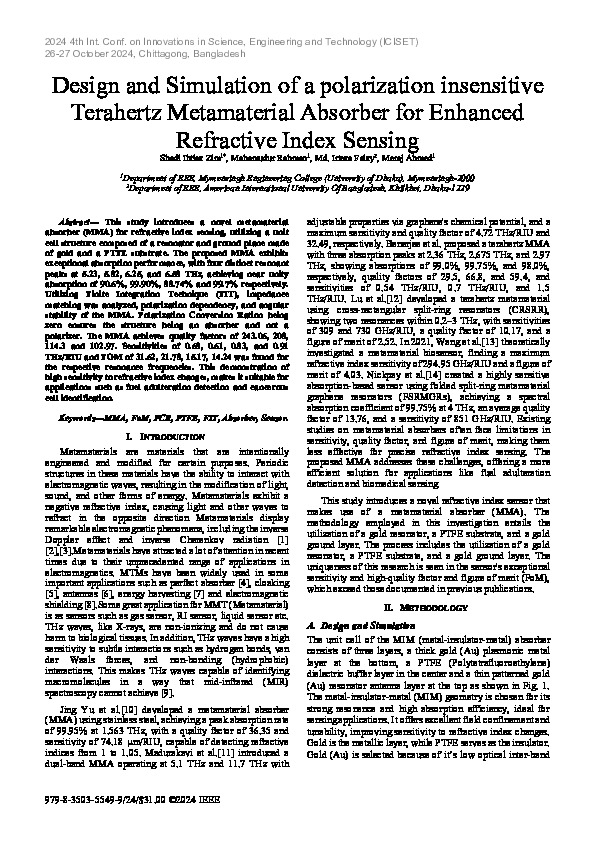 2024 4th Int. Conf. on Innovations in Science, Engineering and Technology (ICISET)
26-27 October 2024, Chittagong, Bangladesh
Design and Simulation of a polarization insensitive
Terahertz Metamaterial Absorber for Enhanced
Refractive Index Sensing
Mahamudur Rahman¹, Md. Meraj Ahmed¹
¹Department of EEE, Mymensingh Engineering College (University of Dhaka), Mymensingh-2200
²Department of EEE, American International University Of Bangladesh, Khilkhet, Dhaka-1229
Abstract— This study introduces a novel metamaterial
absorber (MMA) for refractive index sensing, utilizing a unit
cell structure composed of a resonator and ground plane made
of gold and a PTFE substrate. The proposed MMA exhibits
exceptional absorption performance, with four distinct resonant
peaks at 6.23, 6.82, 6.26, and 6.68 THz, achieving near unity
absorption of 90.6%, 99.90%, 88.74% and 99.7% respectively.
Utilizing Finite Integration Technique (FIT), impedance
matching was analyzed, polarization dependency, and angular
stability of the MMA. Polarization Conversion Ratio being
zero ensures the structure being an absorber and not a
polarizer. The MMA achieves quality factors of 243.06, 208,
114.3 and 102.97. Sensitivities of 0.68, 0.61, 0.83, and 0.91
THz/RIU and FOM of 31.62, 21.78, 16.17, 14.24 was found for
the respective resonance frequencies. This demonstration of
high sensitivity to refractive index changes, makes it suitable for
application such as fuel adulteration detection and cancerous
cell identification.
Keywords—MMA, FoM, PCR, PTFE, FIT, Absorber, Sensor.
I. INTRODUCTION
Metamaterials are materials that are intentionally
engineered and modified for certain purposes. Periodic
structures in these materials have the ability to interact with
electromagnetic waves, resulting in the modification of light,
sound, and other forms of energy. Metamaterials exhibit a
negative refractive index, causing light and other waves to
refract in the opposite direction Metamaterials display
remarkable electromagnetic phenomena, including the inverse
Doppler effect and inverse Cherenkov radiation [1]
[2],[3].Metamaterials have attracted a lot of attention in recent
times due to their unprecedented range of applications in
electromagnetics, MTMs have been widely used in some
important applications such as perfect absorber [4], cloaking
[5], antennas [6], energy harvesting [7] and electromagnetic
shielding [8].Some great application for MMT (Metamaterial)
is as sensors such as gas sensor, RI sensor, liquid sensor etc,
THz waves, like X-rays, are non-ionizing and do not cause
harm to biological tissues. In addition, THz waves have a high
sensitivity to subtle interactions such as hydrogen bonds, van
der Waals forces, and non-bonding (hydrophobic)
interactions. This makes THz waves capable of identifying
macromolecules in a way that mid-infrared (MIR)
spectroscopy cannot achieve [9].
Jing Yu et al.[10] developed a metamaterial absorber
(MMA) using stainless steel, achieving a peak absorption rate
of 99.95% at 1.563 THz, with a quality factor of 36.35 and
sensitivity of 74.18 μm/RIU, capable of detecting refractive
indices from 1 to 1.05. Madurakavi et al.[11] introduced a
dual-band MMA operating at 5.1 THz and 11.7 THz with
adjustable properties via graphene's chemical potential, and a
maximum sensitivity and quality factor of 4.72 THz/RIU and
32.49, respectively. Banerjee et al. proposed a terahertz MMA
with three absorption peaks at 2.36 THz, 2.675 THz, and 2.97
THz, showing absorptions of 99.0%, 99.75%, and 98.0%,
respectively, quality factors of 29.5, 66.8, and 59.4, and
sensitivities of 0.54 THz/RIU, 0.7 THz/RIU, and 1.5
THz/RIU. Lu et al.[12] developed a terahertz metamaterial
using cross-rectangular split-ring resonators (CRSRR),
showing two resonances within 0.2–3 THz, with sensitivities
of 309 and 730 GHz/RIU, a quality factor of 10.17, and a
figure of merit of 2.52. In 2021, Wang et al.[13] theoretically
investigated a metamaterial biosensor, finding a maximum
refractive index sensitivity of 294.95 GHz/RIU and a figure of
merit of 4.03. Nickpay et al.[14] created a highly sensitive
absorption-based sensor using folded split-ring metamaterial
graphene resonators (FSRMGRs), achieving a spectral
absorption coefficient of 99.75% at 4 THz, an average quality
factor of 13.76, and a sensitivity of 851 GHz/RIU. Existing
studies on metamaterial absorbers often face limitations in
sensitivity, quality factor, and figure of merit, making them
less effective for precise refractive index sensing. The
proposed MMA addresses these challenges, offering a more
efficient solution for applications like fuel adulteration
detection and biomedical sensing.
This study introduces a novel refractive index sensor that
makes use of a metamaterial absorber (MMA). The
methodology employed in this investigation entails the
utilization of a gold resonator, a PTFE substrate, and a gold
ground layer. The process includes the utilization of a gold
resonator, a PTFE substrate, and a gold ground layer. The
uniqueness of this research is seen in the sensor's exceptional
sensitivity and high-quality factor and figure of merit (FoM),
which exceed those documented in previous publications.
II. METHODOLOGY
A. Design and Simulation
The unit cell of the MIM (metal-insulator-metal) absorber
consists of three layers, a thick gold (Au) plasmonic metal
layer at the bottom, a PTFE (Polytetrafluoroethylene)
dielectric buffer layer in the center and a thin patterned gold
(Au) resonator antenna layer at the top as shown in Fig. 1.
The metal-insulator-metal (MIM) geometry is chosen for its
strong resonance and high absorption efficiency, ideal for
sensing applications. It offers excellent field confinement and
tunability, improving sensitivity to refractive index changes.
Gold is the metallic layer, while PTFE serves as the insulator.
Gold (Au) is selected because of it's low optical inter-band
979-8-3503-5549-9/24/$31.00 ©2024 IEEE